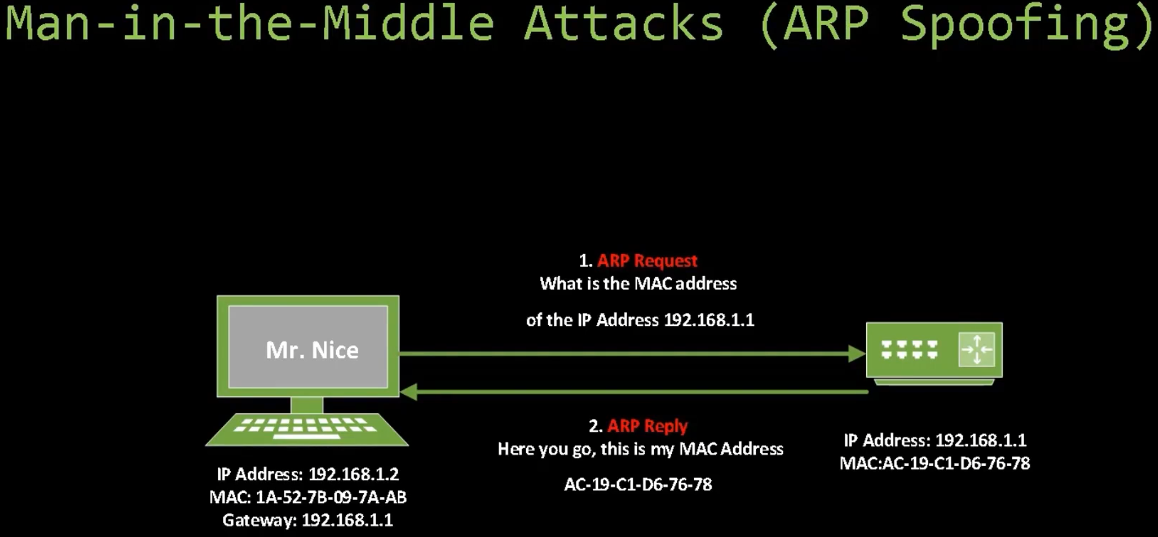 Man-in-the-Middle Attacks (ARP Spoofing)
1. ARP Request
What is the MAC address
of the IP Address 192.168.1.1
Mr. Nice
2. ARP Reply
Here you go, this is my MAC Address
AC-19-C1-D6-76-78
IP Address: 192.168.1.1
MAC:AC-19-C1-D6-76-78
IP Address: 192.168.1.2
MAC: 1A-52-7B-09-7A-AB
Gateway: 192.168.1.1